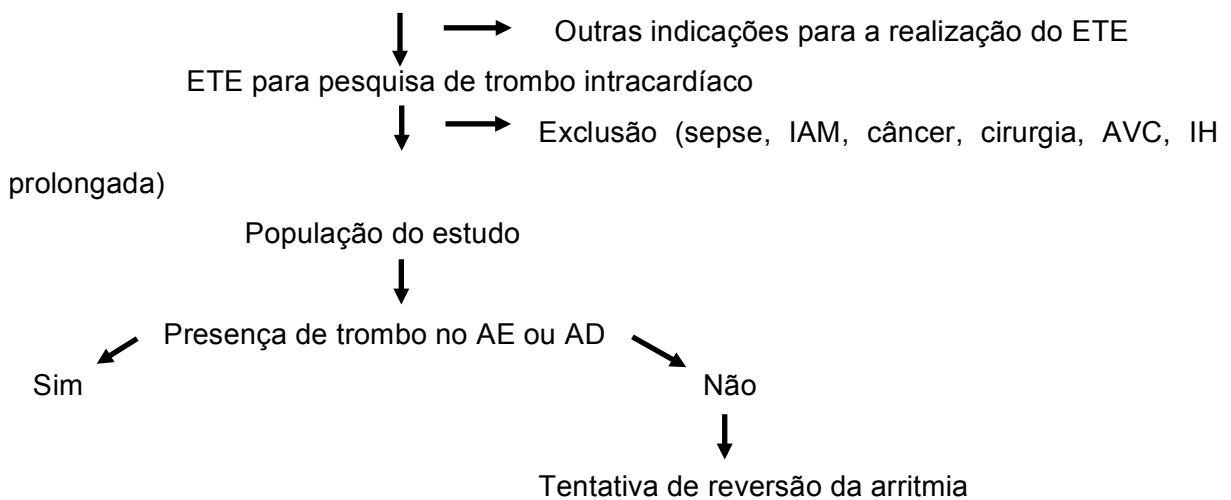 Outras indicações para a realização do ETE
ETE para pesquisa de trombo intracardíaco
Exclusão (sepse, IAM, câncer, cirurgia, AVC, IH
prolongada)
População do estudo
Presença de trombo no AE ou AD
Sim Não
Tentativa de reversão da arritmia